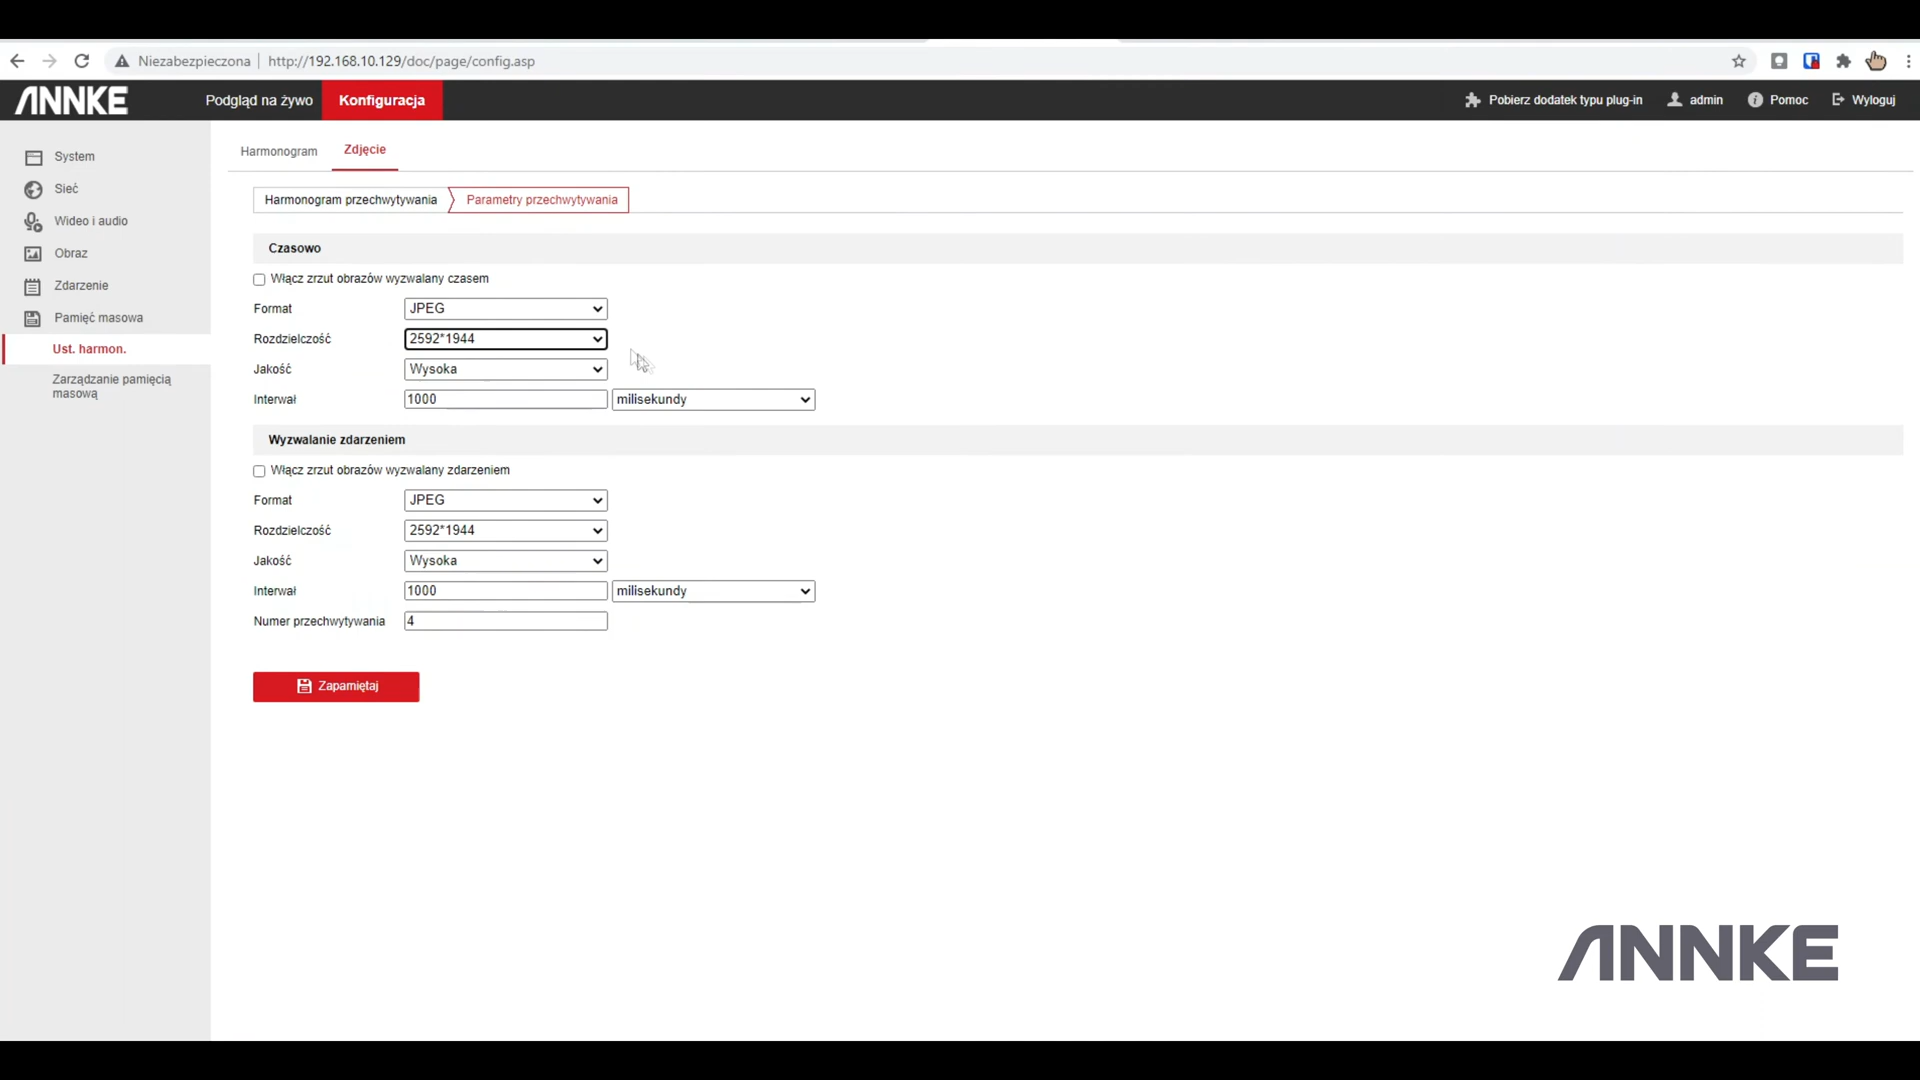 Niezabezpieczona | http://192.168.10.129/doc/page/config.asp
ANNKE Podgląd na żywo Konfiguracja Pobierz dodatek typu plug-in admin Pomoc Wyloguj
System
Sieć
Wideo i audio
Obraz
Zdarzenie
Pamięć masowa
Ust. harmon.
Zarządzanie pamięcią
masową
Harmonogram Zdjęcie
Harmonogram przechwytywania Parametry przechwytywania
Czasowo
Włącz zrzut obrazów wyzwalany czasem
Format JPEG
Rozdzielczość 2592*1944
Jakość Wysoka
Interwał 1000 milisekundy
Wyzwalanie zdarzeniem
Włącz zrzut obrazów wyzwalany zdarzeniem
Format JPEG
Rozdzielczość 2592*1944
Jakość Wysoka
Interwał 1000 milisekundy
Numer przechwytywania 4
Zapamiętaj
ANNKE